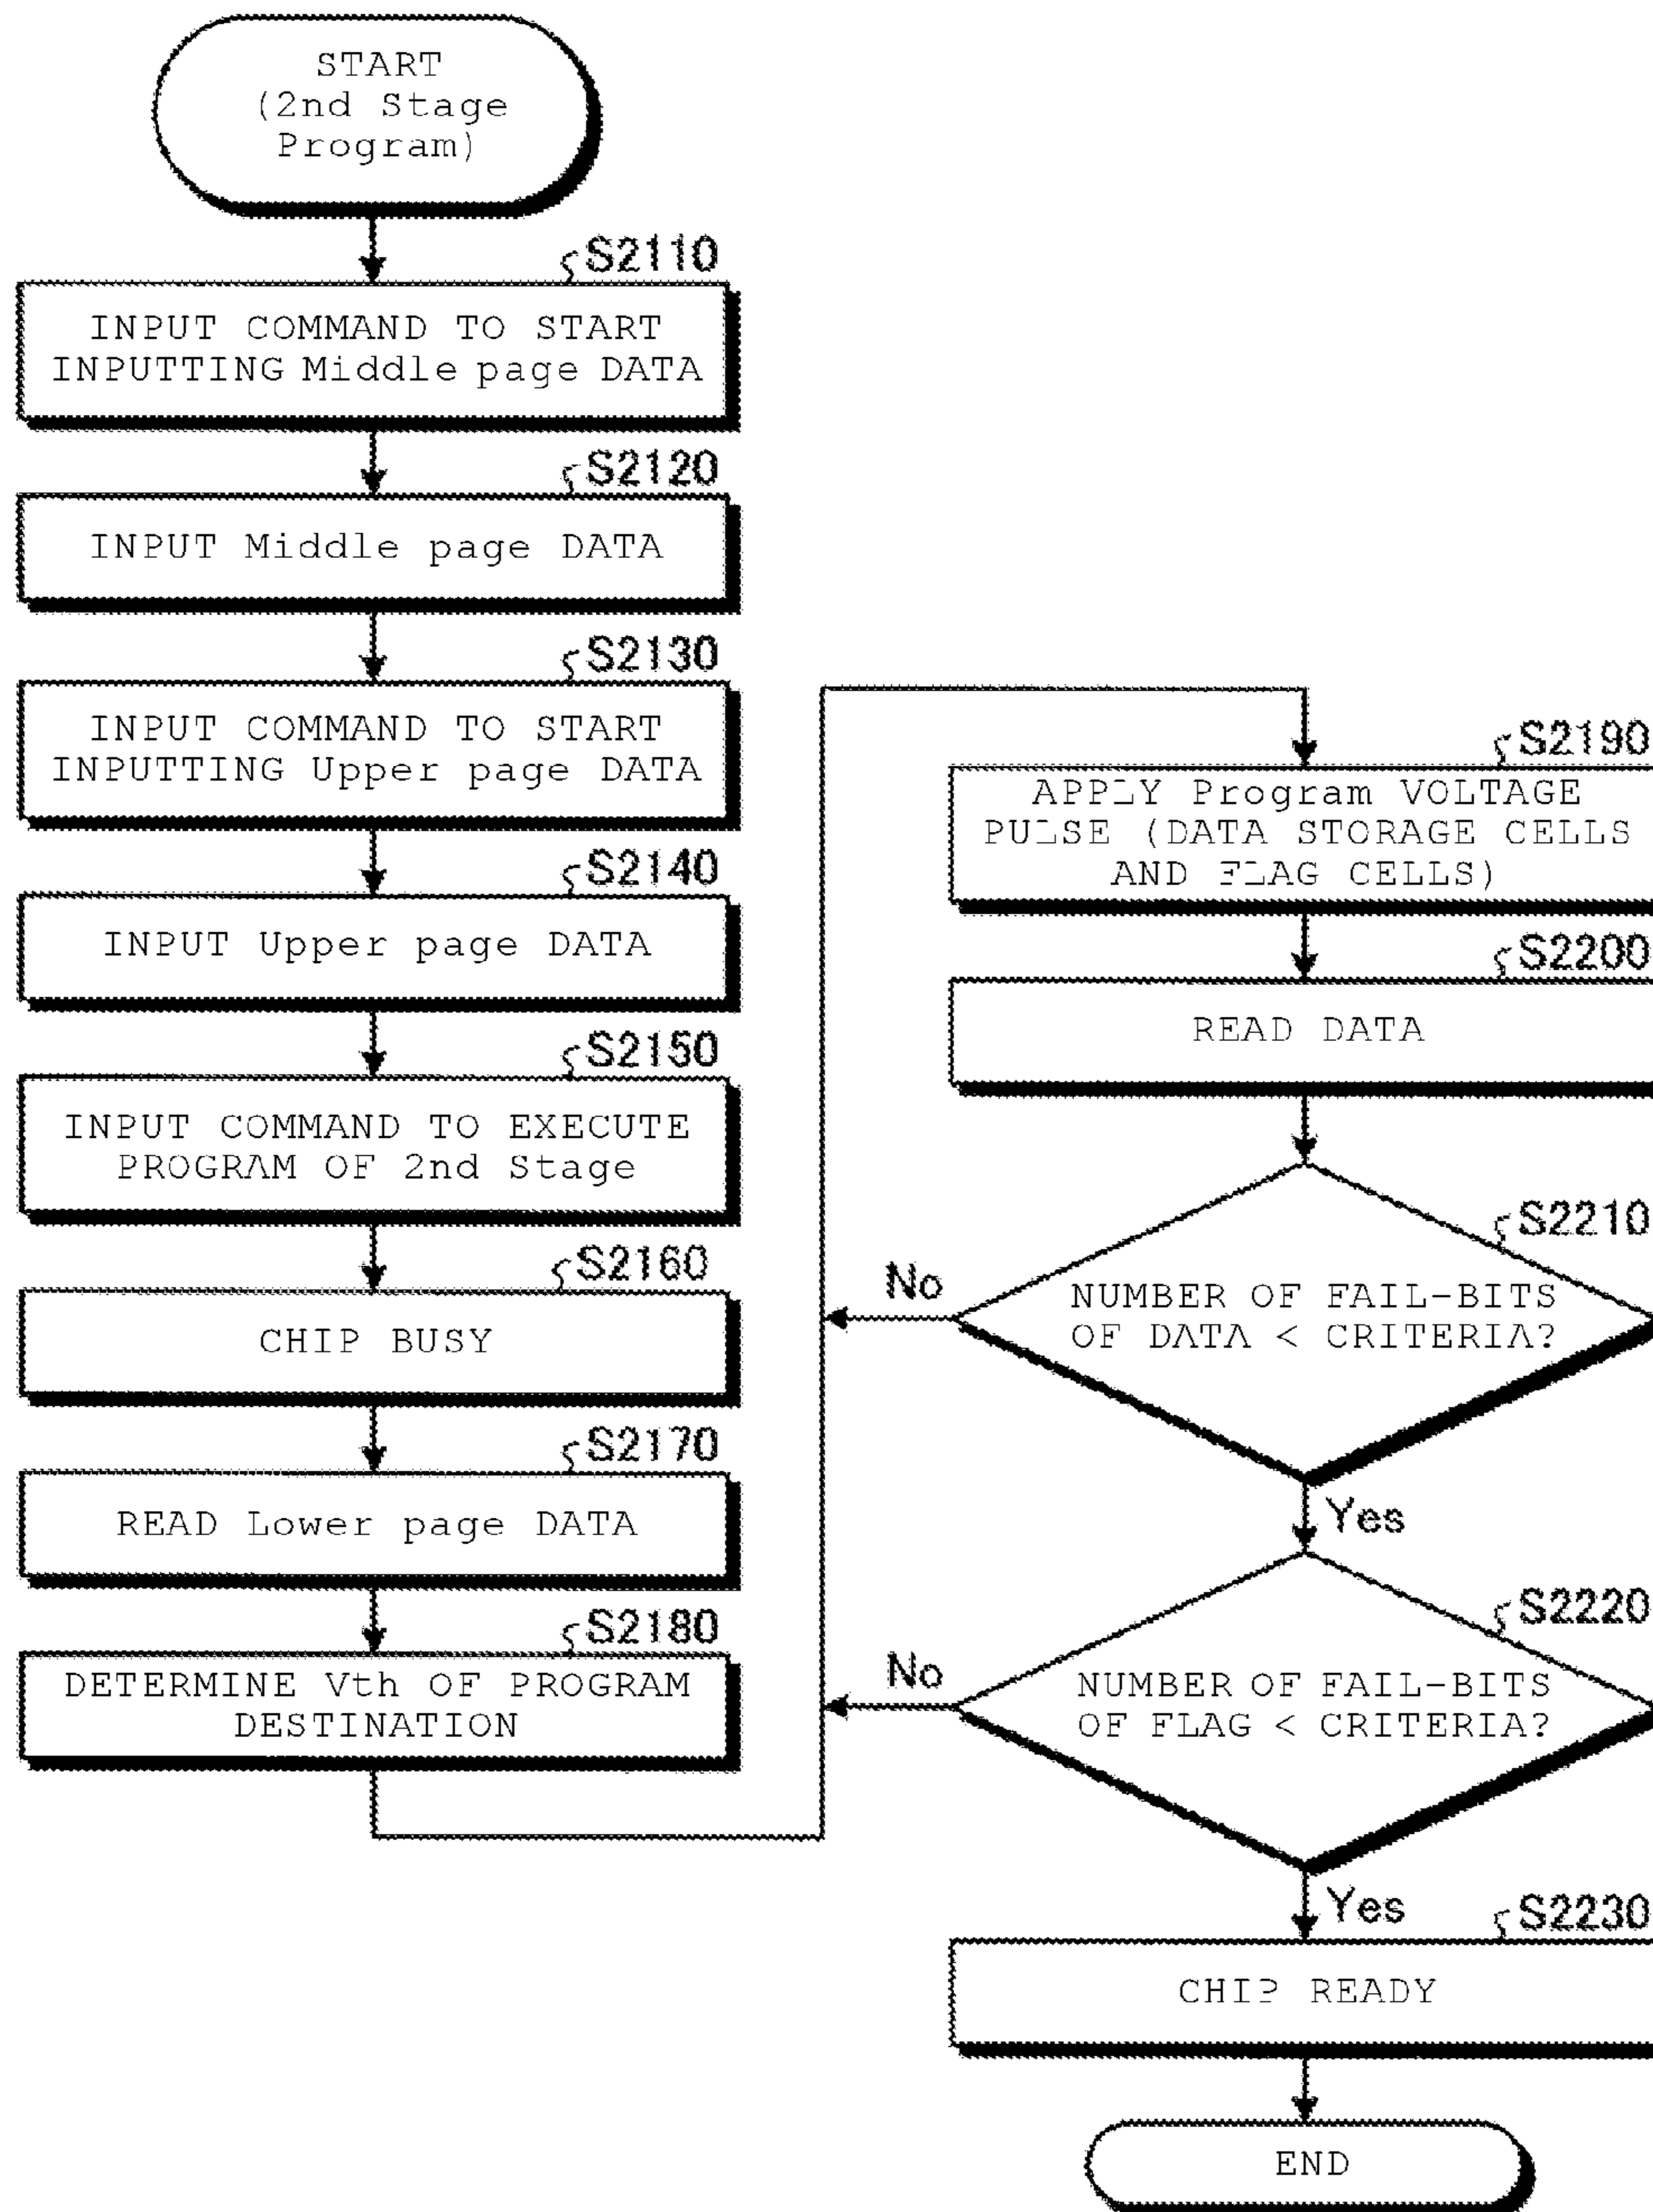 START
(2nd Stage
Program)
S2110
INPUT COMMAND TO START
INPUTTING Middle page DATA
S2120
INPUT Middle page DATA
S2130
INPUT COMMAND TO START
INPUTTING Upper page DATA
S2140
INPUT Upper page DATA
S2150
INPUT COMMAND TO EXECUTE
PROGRAM OF 2nd Stage
S2160
CHIP BUSY
S2170
READ Lower page DATA
S2180
DETERMINE Vth OF PROGRAM
DESTINATION
S2190
APPLY Program VOLTAGE
PULSE (DATA STORAGE CELLS
AND FLAG CELLS)
S2200
READ DATA
S2210
No
NUMBER OF FAIL-BITS
OF DATA < CRITERIA?
Yes
S2220
No
NUMBER OF FAIL-BITS
OF FLAG < CRITERIA?
Yes
S2230
CHIP READY
END